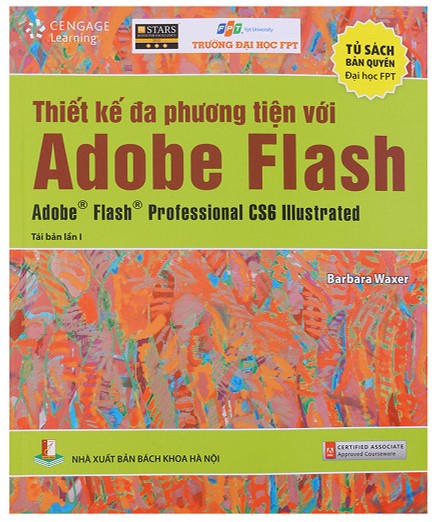 CENGAGE
Learning
STARS
FPT Fpt University
TRƯỜNG ĐẠI HỌC FPT
TỦ SÁCH
BẢN QUYỀN
Đại học FPT
Thiết kế đa phương tiện với
Adobe Flash
Adobe® Flash® Professional CS6 Illustrated
Tái bản lần I
Barbara Waxer
NHÀ XUẤT BẢN BÁCH KHOA HÀ NỘI
CERTIFIED ASSOCIATE
Approved Courseware